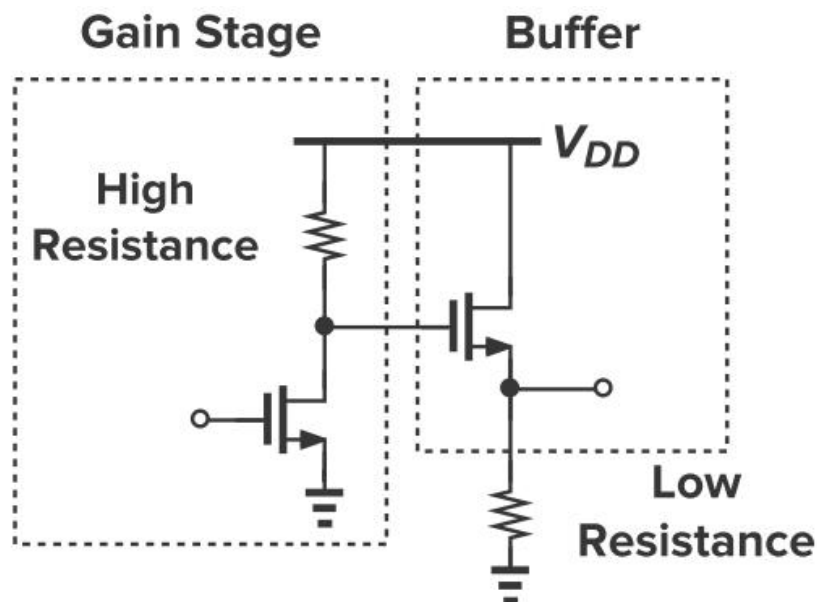 Gain Stage
Buffer
V_DD
High
Resistance
Low
Resistance